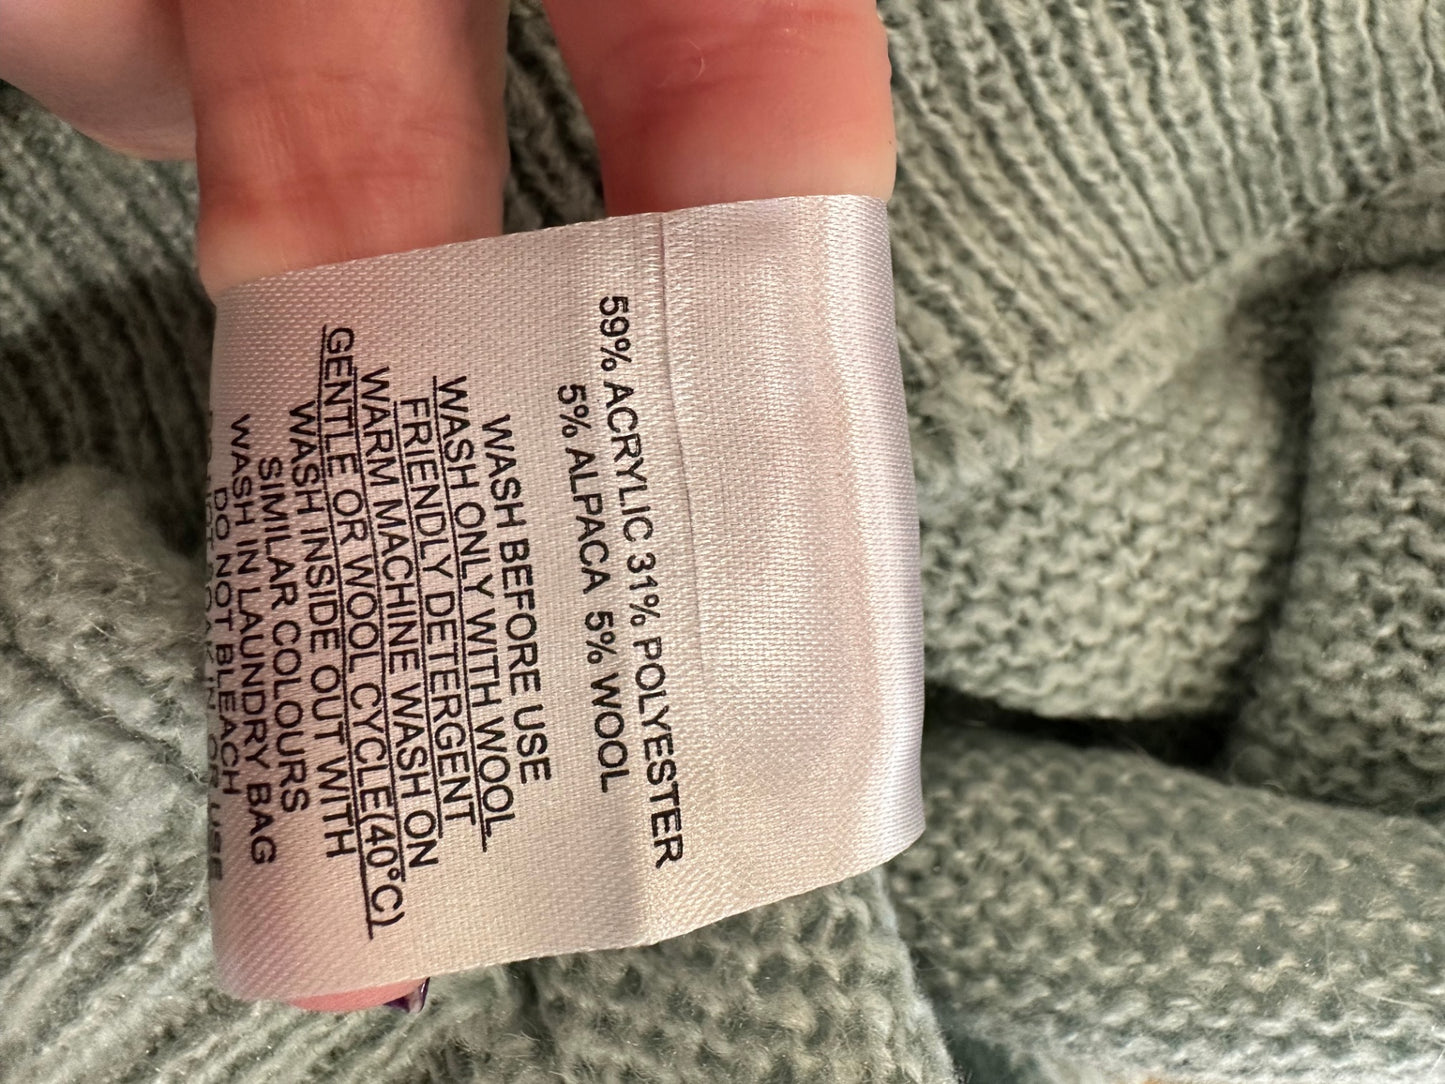 59% ACRYLIC 31% POLYESTER
5% ALPACA 5% WOOL
WASH BEFORE USE
WASH ONLY WITH WOOL
FRIENDLY DETERGENT
WARM MACHINE WASH ON
GENTLE OR WOOL CYCLE(40°C)
WASH INSIDE OUT WITH
SIMILAR COLOURS
WASH IN LAUNDRY BAG
DO NOT BLEACH